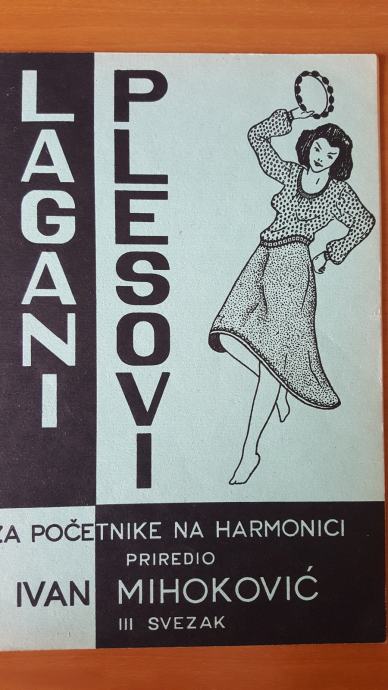 LAGANI
PLESOVI
ZA POČETNIKE NA HARMONICI
PRIREDIO
IVAN MIHOKOVIĆ
III SVEZAK